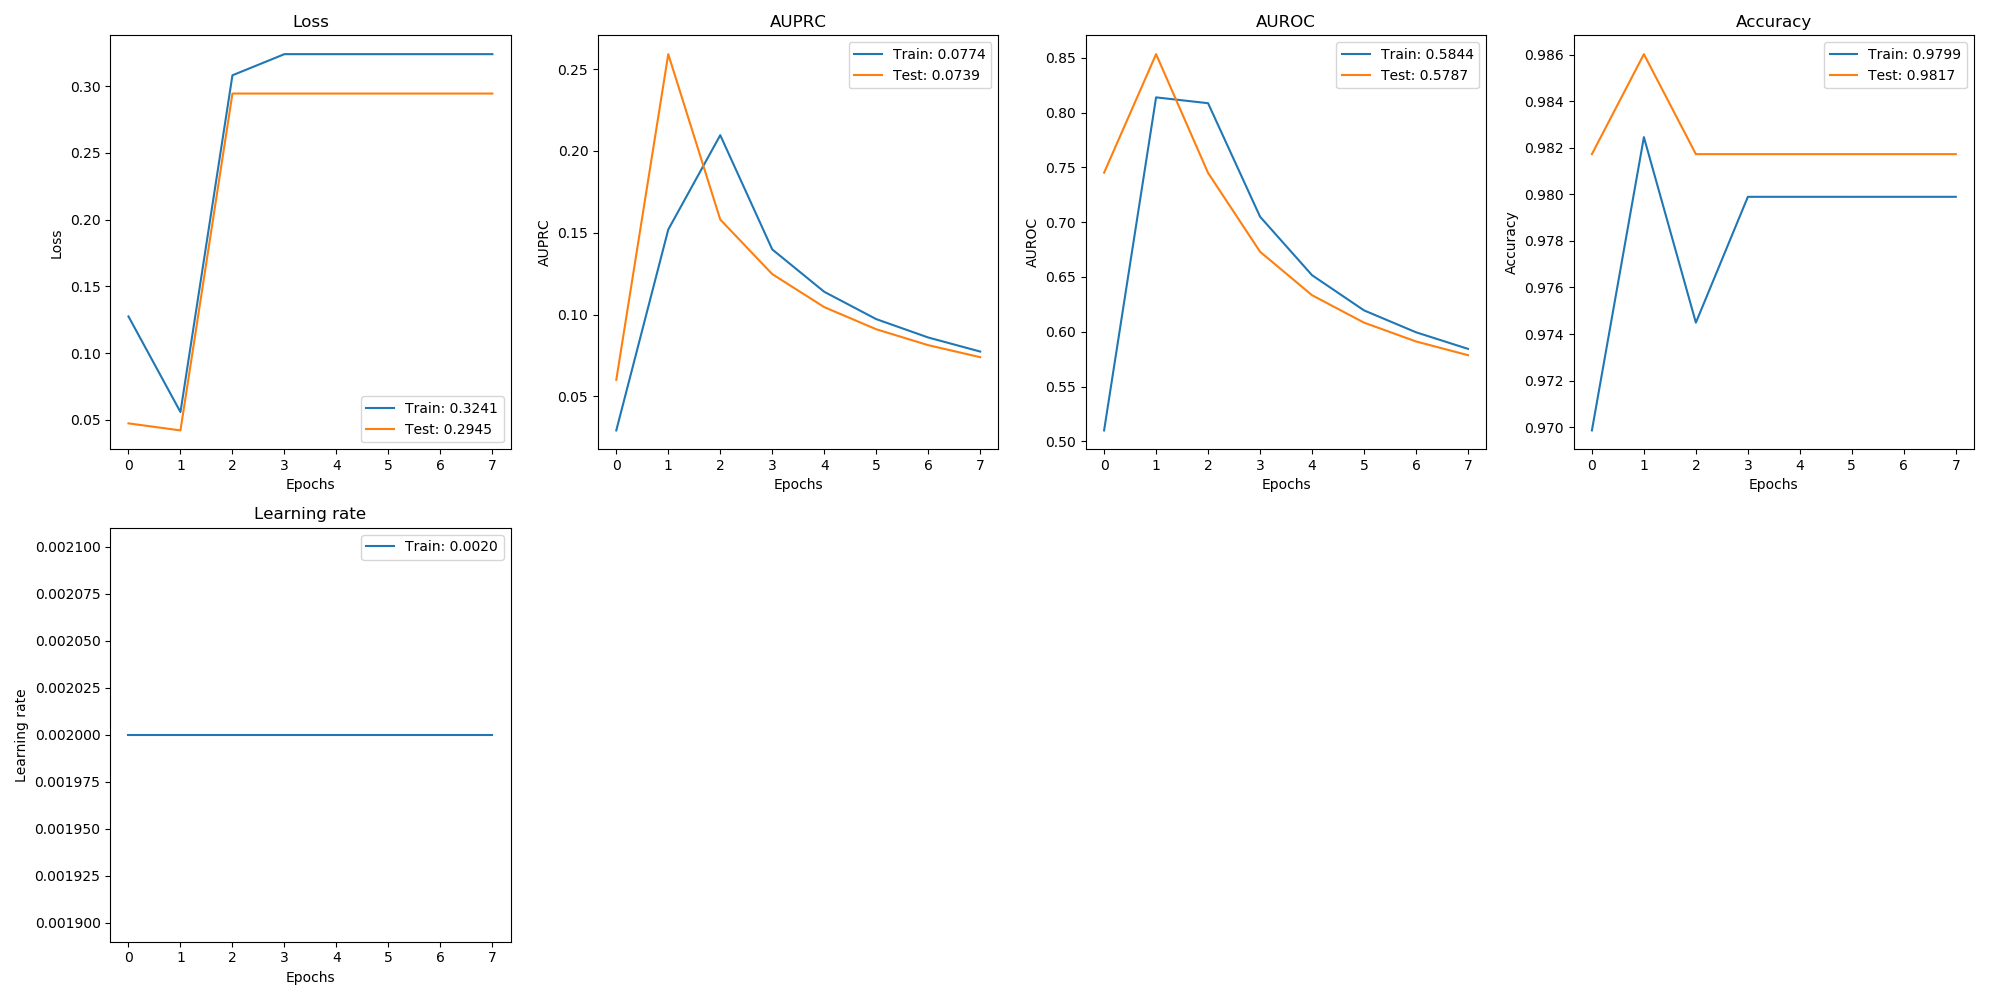 Loss
Loss
0.30
0.25
0.20
0.15
0.10
0.05
Train: 0.3241
Test: 0.2945
0 1 2 3 4 5 6 7
Epochs
AUPRC
AUPRC
0.25
0.20
0.15
0.10
0.05
Train: 0.0774
Test: 0.0739
0 1 2 3 4 5 6 7
Epochs
AUROC
AUROC
0.85
0.80
0.75
0.70
0.65
0.60
0.55
0.50
Train: 0.5844
Test: 0.5787
0 1 2 3 4 5 6 7
Epochs
Accuracy
Accuracy
0.986
0.984
0.982
0.980
0.978
0.976
0.974
0.972
0.970
Train: 0.9799
Test: 0.9817
0 1 2 3 4 5 6 7
Epochs
Learning rate
Learning rate
0.002100
0.002075
0.002050
0.002025
0.002000
0.001975
0.001950
0.001925
0.001900
Train: 0.0020
0 1 2 3 4 5 6 7
Epochs